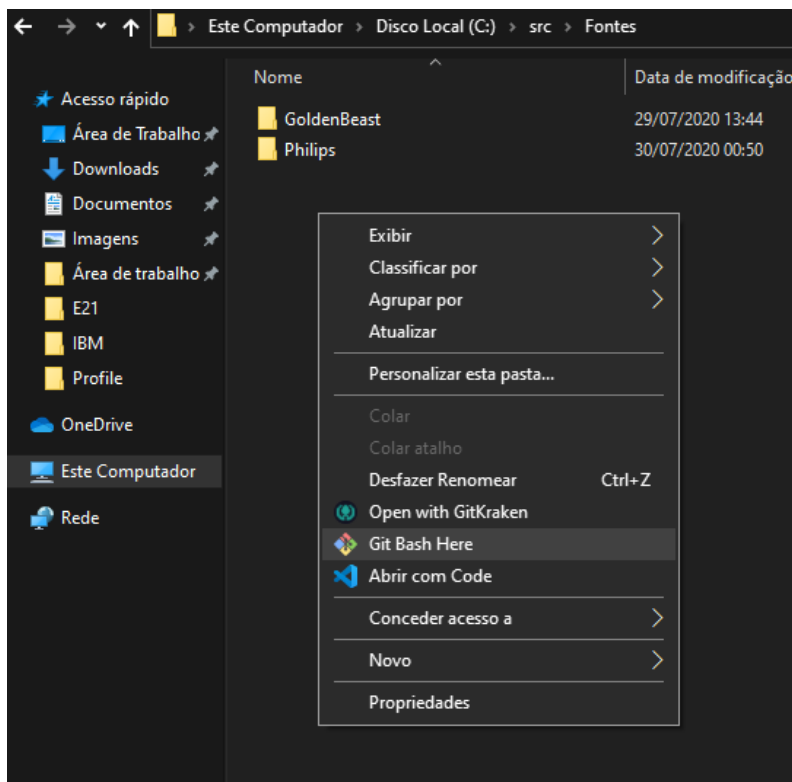 Este Computador > Disco Local (C:) > src > Fontes
Nome
Data de modificação
Acesso rápido
Área de Trabalho
Downloads
Documentos
Imagens
Área de trabalho
E21
IBM
Profile
OneDrive
Este Computador
Rede
GoldenBeast 29/07/2020 13:44
Philips 30/07/2020 00:50
Exibir
Classificar por
Agrupar por
Atualizar
Personalizar esta pasta...
Colar
Colar atalho
Desfazer Renomear Ctrl+Z
Open with GitKraken
Git Bash Here
Abrir com Code
Conceder acesso a
Novo
Propriedades